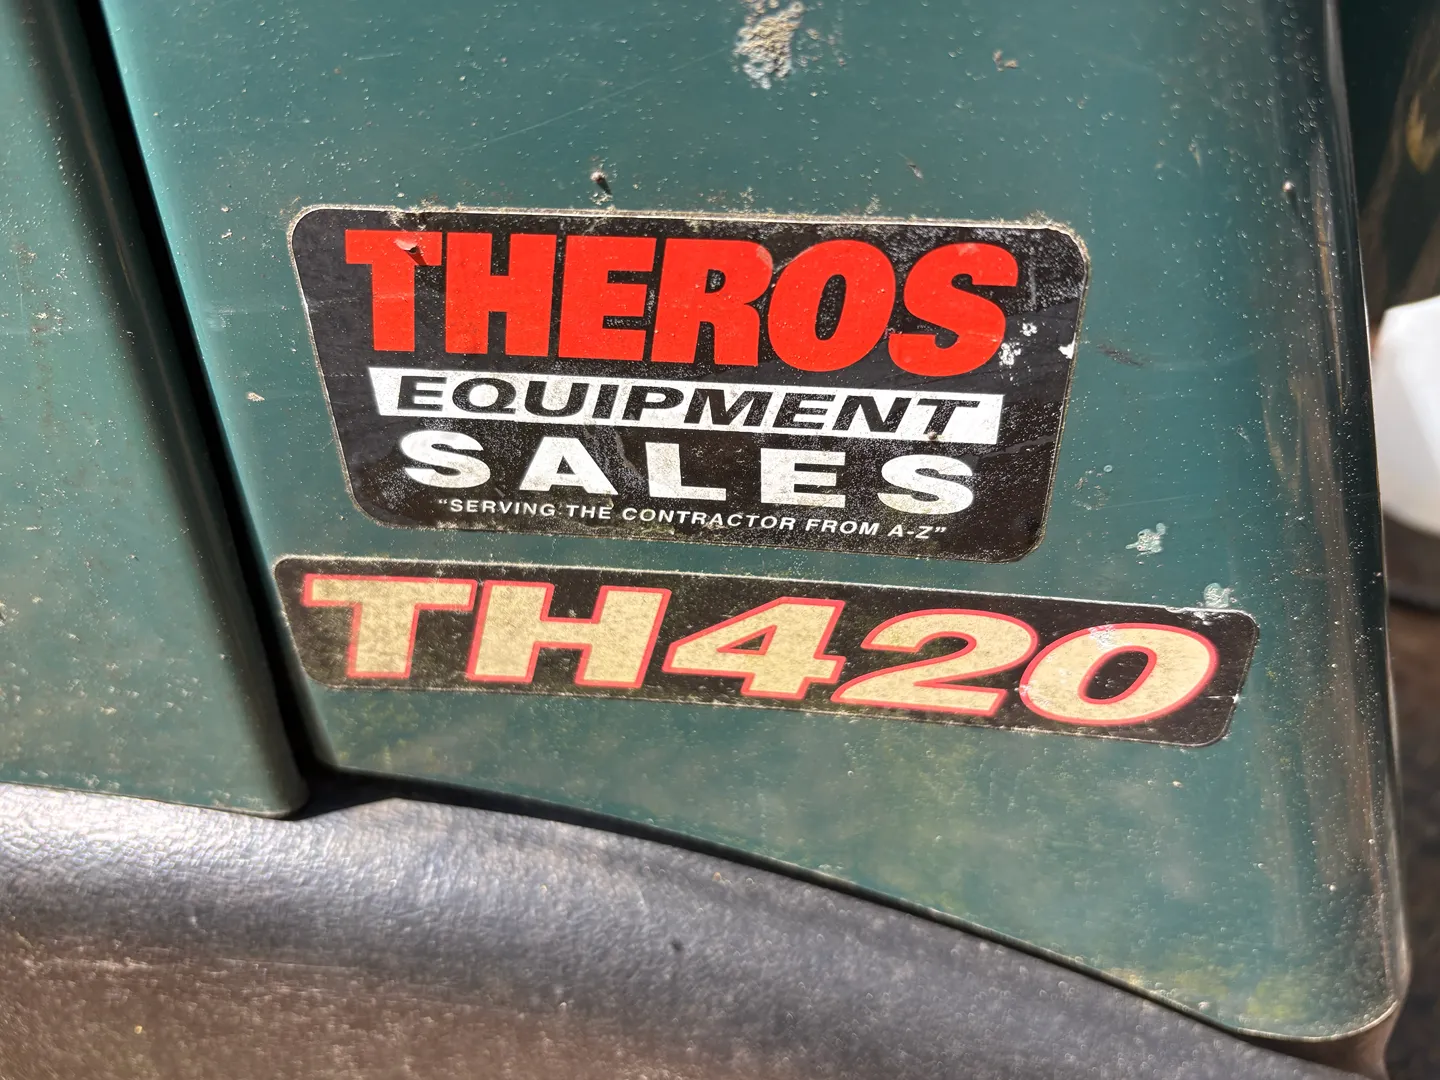 THEROS
EQUIPMENT
SALES
"SERVING THE CONTRACTOR FROM A-Z"
TH420